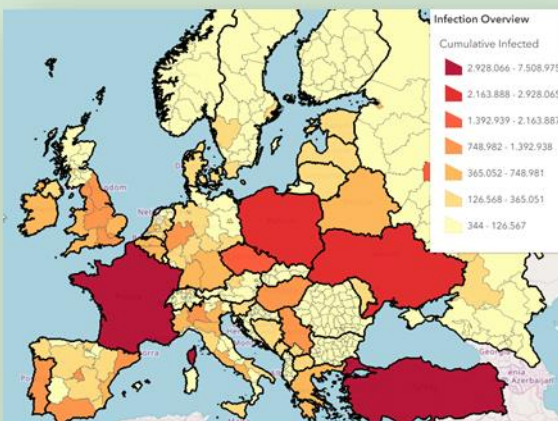 Infection Overview
Cumulative Infected
2.928.066 - 7.508.975
2.163.888 - 2.928.065
1.392.939 - 2.163.887
748.982 - 1.392.938
365.052 - 748.981
126.568 - 365.051
344 - 126.567
Georgia
Azerbaijan